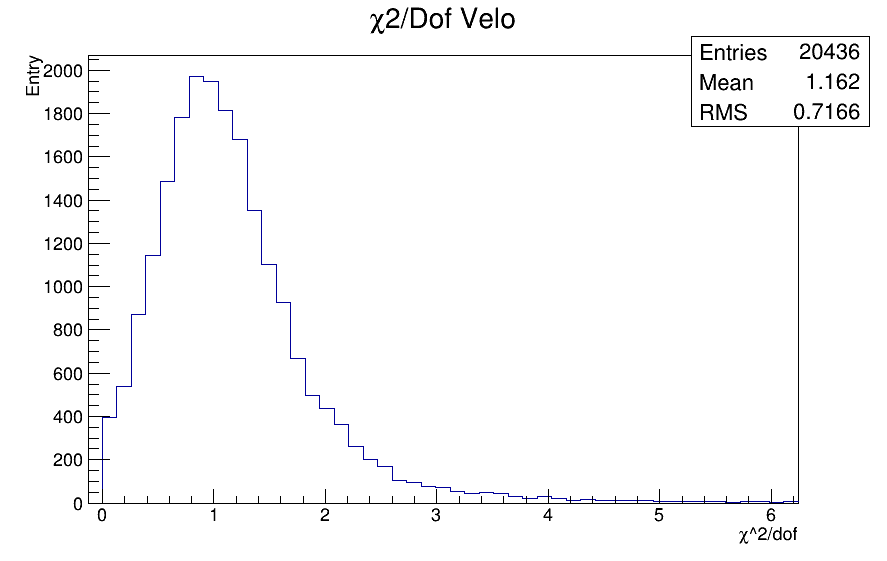 χ2/Dof Velo
Entries 20436
Mean 1.162
RMS 0.7166
Entry
2000
1800
1600
1400
1200
1000
800
600
400
200
0
0 1 2 3 4 5 6
χ^2/dof